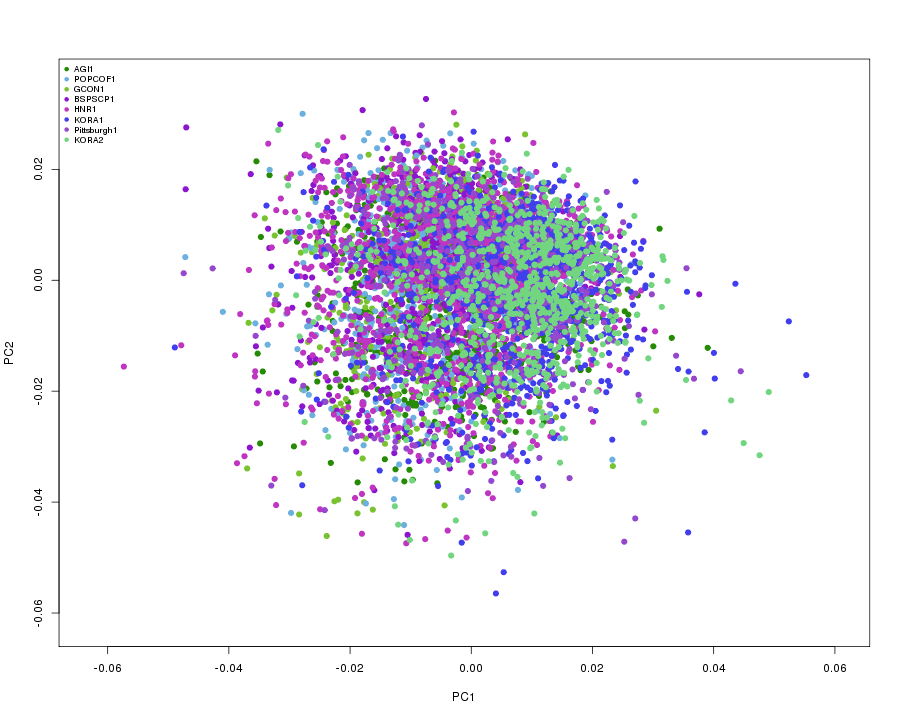 AGI1
POPCOF1
GCON1
BSPSCP1
HNR1
KORA1
Pittsburgh1
KORA2
0.02
0.00
-0.02
-0.04
-0.06
PC2
-0.06 -0.04 -0.02 0.00 0.02 0.04 0.06
PC1